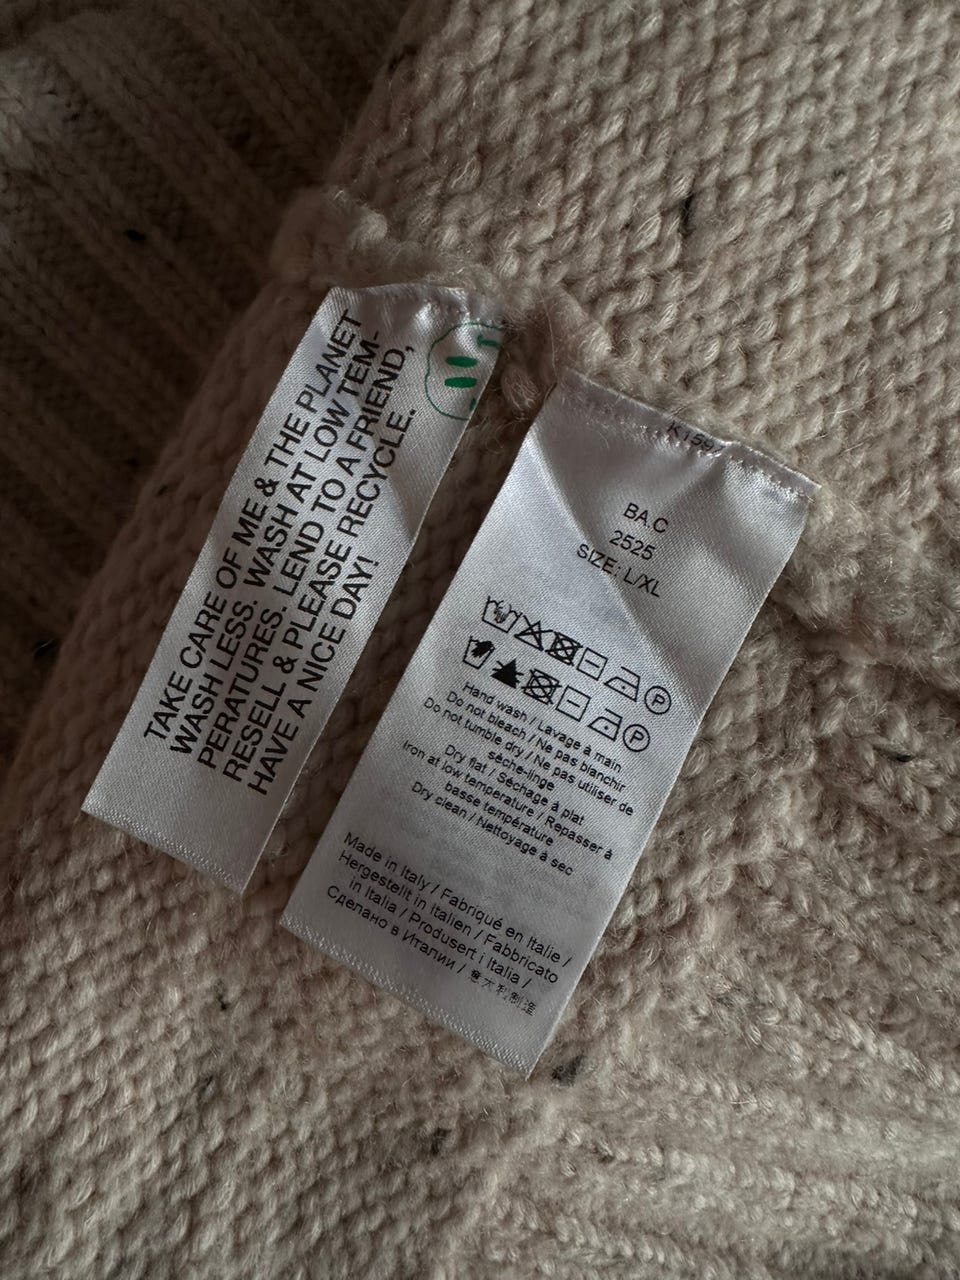 TAKE CARE OF ME & THE PLANET
WASH LESS. WASH AT LOW TEM-
PERATURES. LEND TO A FRIEND,
RESELL & PLEASE RECYCLE.
HAVE A NICE DAY!
BA.C
2525
SIZE: L/XL
P
P
Hand wash / Lavage à main
Do not bleach / Ne pas blanchir
Do not tumble dry / Ne pas utiliser de
sèche-linge
Dry flat / Séchage à plat
Iron at low temperature / Repasser à
basse température
Dry clean / Nettoyage à sec
Made in Italy / Fabriqué en Italie /
Hergestellt in Italien / Fabbricato
in Italia / Produsert i Italia /
Сделано в Италии / 意大利制造